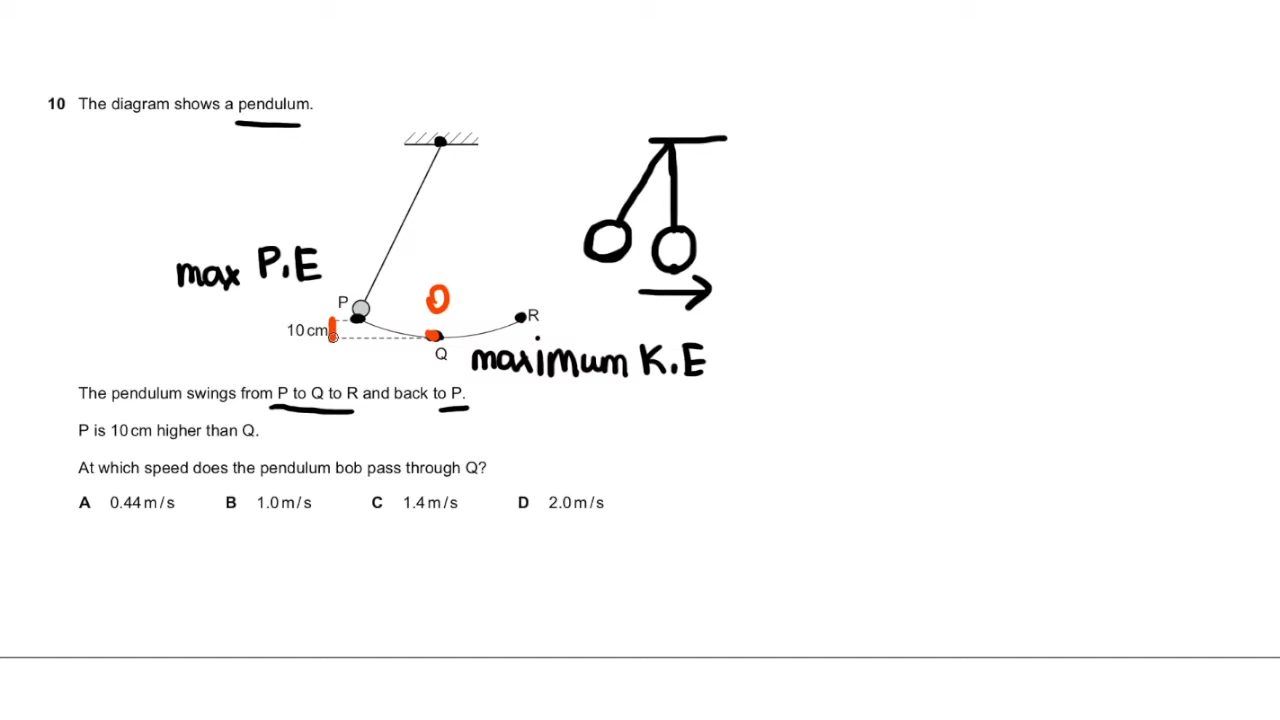 10 The diagram shows a pendulum.
max P.E
P
10 cm
0
R
Q
maximum K.E
The pendulum swings from P to Q to R and back to P.
P is 10 cm higher than Q.
At which speed does the pendulum bob pass through Q?
A 0.44 m/s B 1.0 m/s C 1.4 m/s D 2.0 m/s